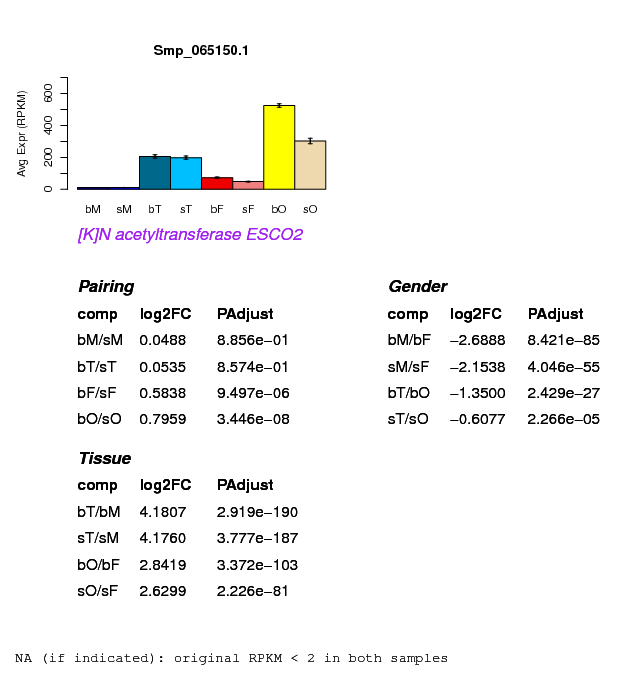 Smp_065150.1
Avg Expr (RPKM)
0 200 400 600
bM sM bT sT bF sF bO sO
[K]N acetyltransferase ESCO2
Pairing
comp log2FC PAdjust
bM/sM 0.0488 8.856e−01
bT/sT 0.0535 8.574e−01
bF/sF 0.5838 9.497e−06
bO/sO 0.7959 3.446e−08
Gender
comp log2FC PAdjust
bM/bF −2.6888 8.421e−85
sM/sF −2.1538 4.046e−55
bT/bO −1.3500 2.429e−27
sT/sO −0.6077 2.266e−05
Tissue
comp log2FC PAdjust
bT/bM 4.1807 2.919e−190
sT/sM 4.1760 3.777e−187
bO/bF 2.8419 3.372e−103
sO/sF 2.6299 2.226e−81
NA (if indicated): original RPKM < 2 in both samples